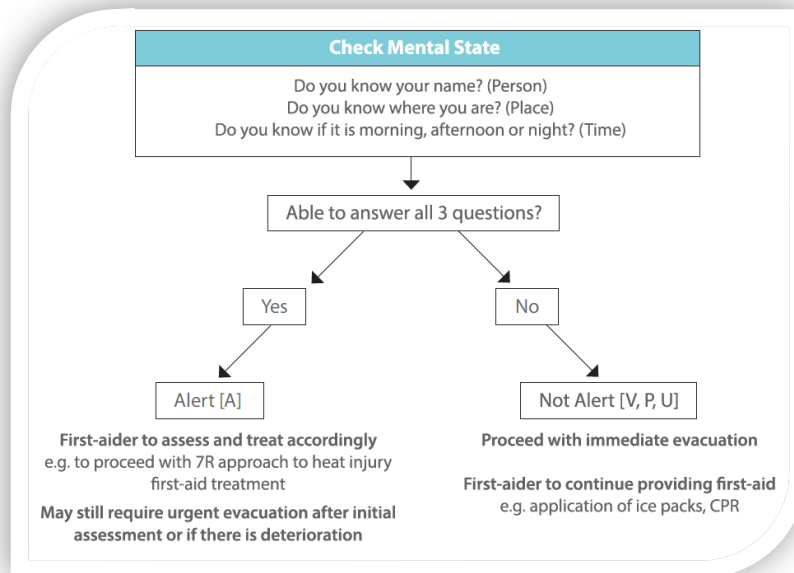 Check Mental State
Do you know your name? (Person)
Do you know where you are? (Place)
Do you know if it is morning, afternoon or night? (Time)
Able to answer all 3 questions?
Yes
No
Alert [A]
Not Alert [V, P, U]
First-aider to assess and treat accordingly
e.g. to proceed with 7R approach to heat injury
first-aid treatment
May still require urgent evacuation after initial
assessment or if there is deterioration
Proceed with immediate evacuation
First-aider to continue providing first-aid
e.g. application of ice packs, CPR